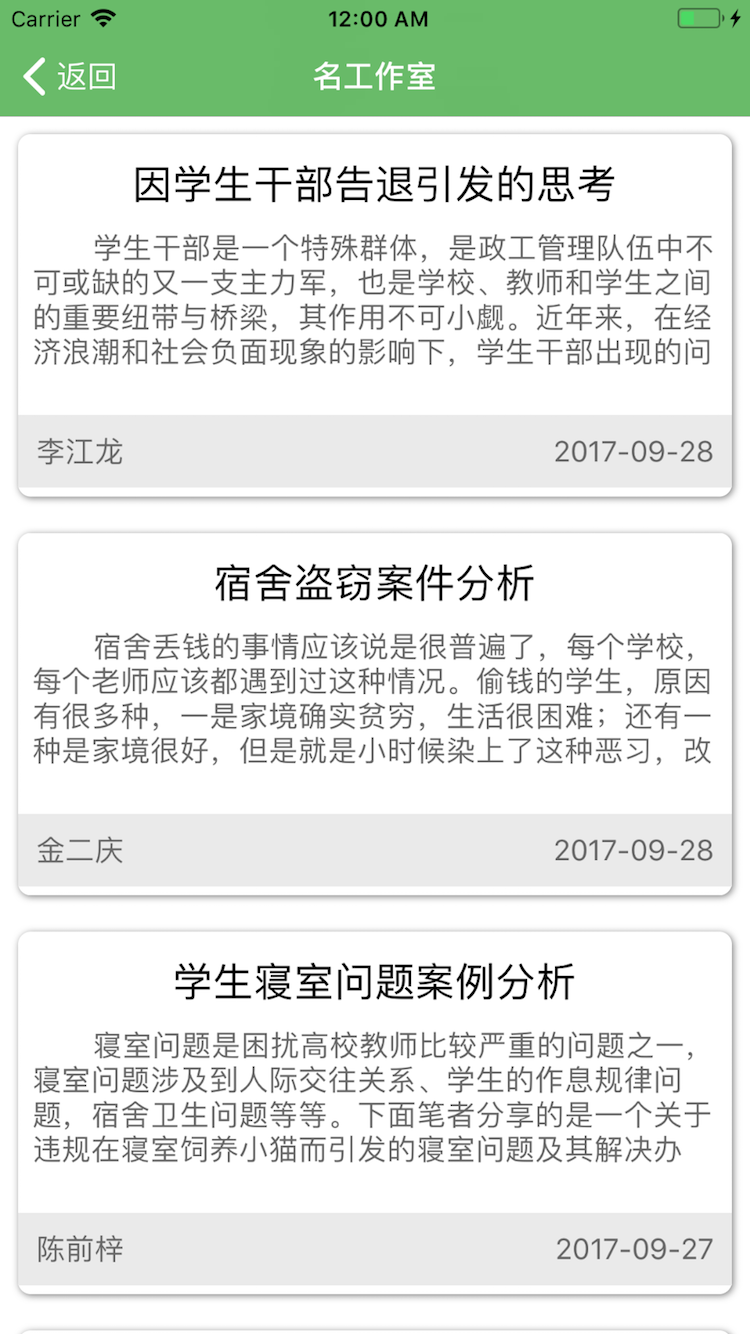 Carrier 12:00 AM
返回 名工作室
因学生干部告退引发的思考
学生干部是一个特殊群体，是政工管理队伍中不
可或缺的又一支主力军，也是学校、教师和学生之间
的重要纽带与桥梁，其作用不可小觑。近年来，在经
济浪潮和社会负面现象的影响下，学生干部出现的问
李江龙 2017-09-28
宿舍盗窃案件分析
宿舍丢钱的事情应该说是很普遍了，每个学校，
每个老师应该都遇到过这种情况。偷钱的学生，原因
有很多种，一是家境确实贫穷，生活很困难；还有一
种是家境很好，但是就是小时候染上了这种恶习，改
金二庆 2017-09-28
学生寝室问题案例分析
寝室问题是困扰高校教师比较严重的问题之一，
寝室问题涉及到人际交往关系、学生的作息规律问
题，宿舍卫生问题等等。下面笔者分享的是一个关于
违规在寝室饲养小猫而引发的寝室问题及其解决办
陈前梓 2017-09-27